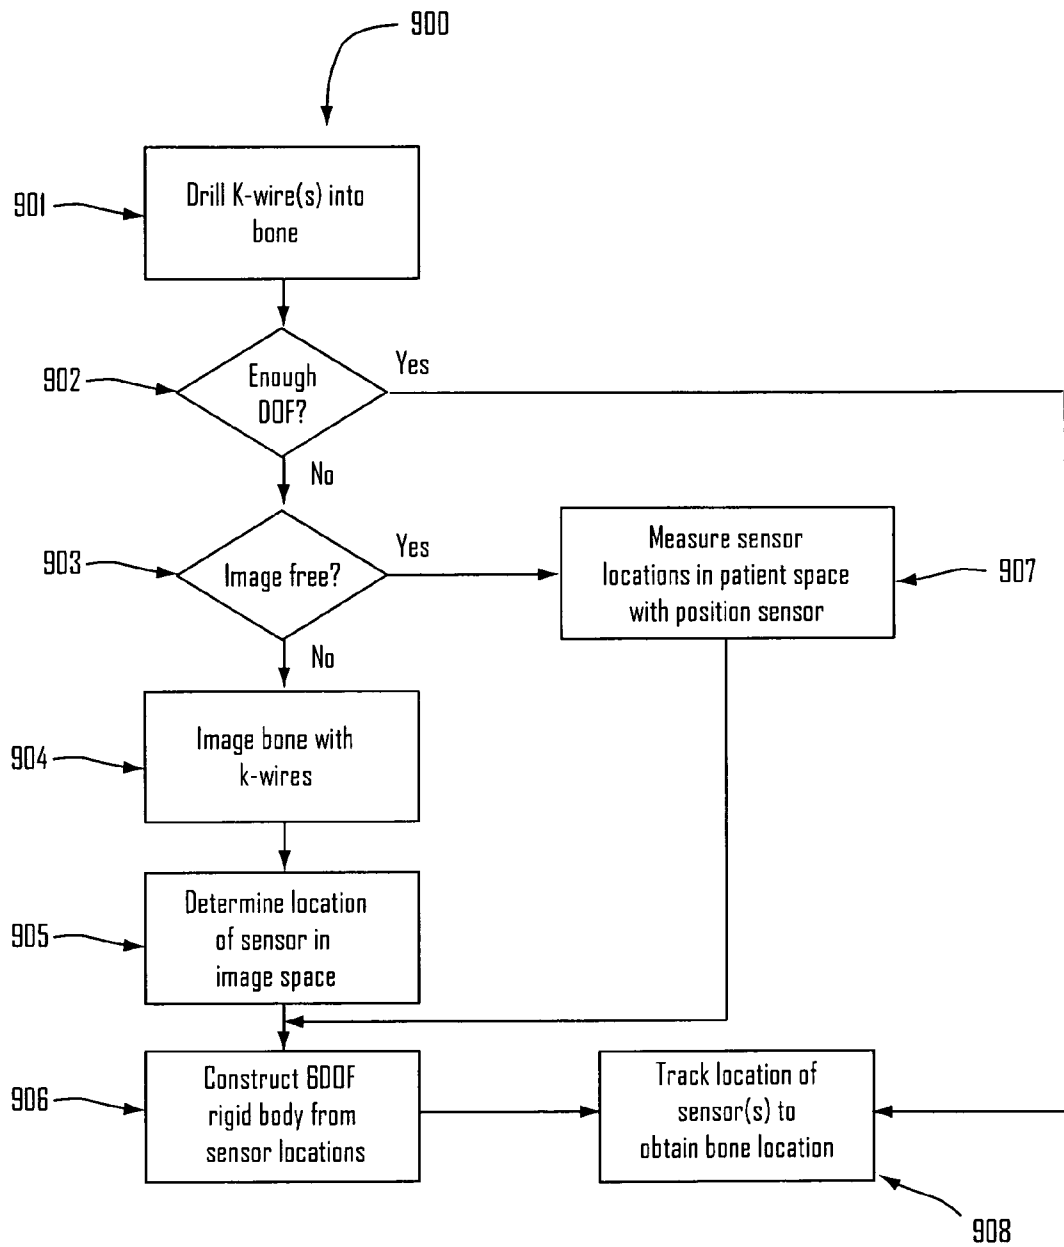 900
901
Drill K-wire(s) into
bone
902
Enough
DOF?
Yes
No
903
Image free?
Yes
Measure sensor
locations in patient space
with position sensor
907
No
904
Image bone with
k-wires
905
Determine location
of sensor in
image space
906
Construct 6DOF
rigid body from
sensor locations
Track location of
sensor(s) to
obtain bone location
908